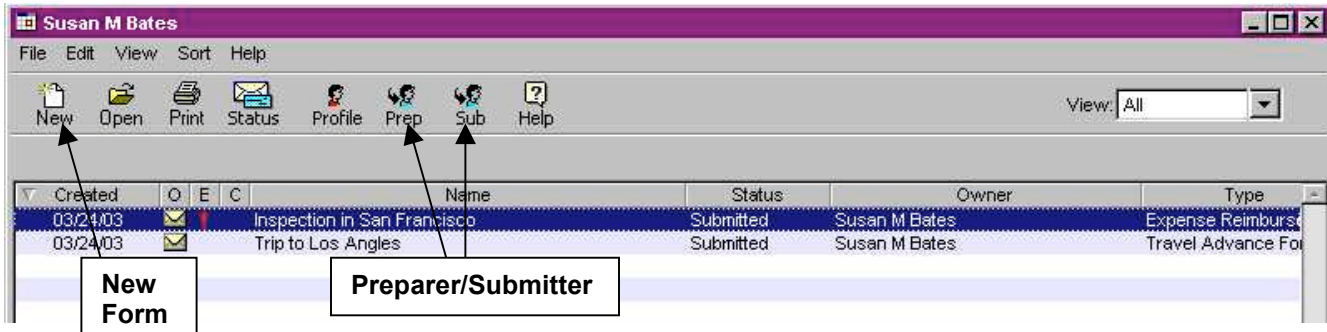 Susan M Bates
File Edit View Sort Help
New Open Print Status Profile Prep Sub Help View: All
Created O E C Name Status Owner Type
03/24/03 Inspection in San Francisco Submitted Susan M Bates Expense Reimburse
03/24/03 Trip to Los Angles Submitted Susan M Bates Travel Advance For
New
Form
Preparer/Submitter